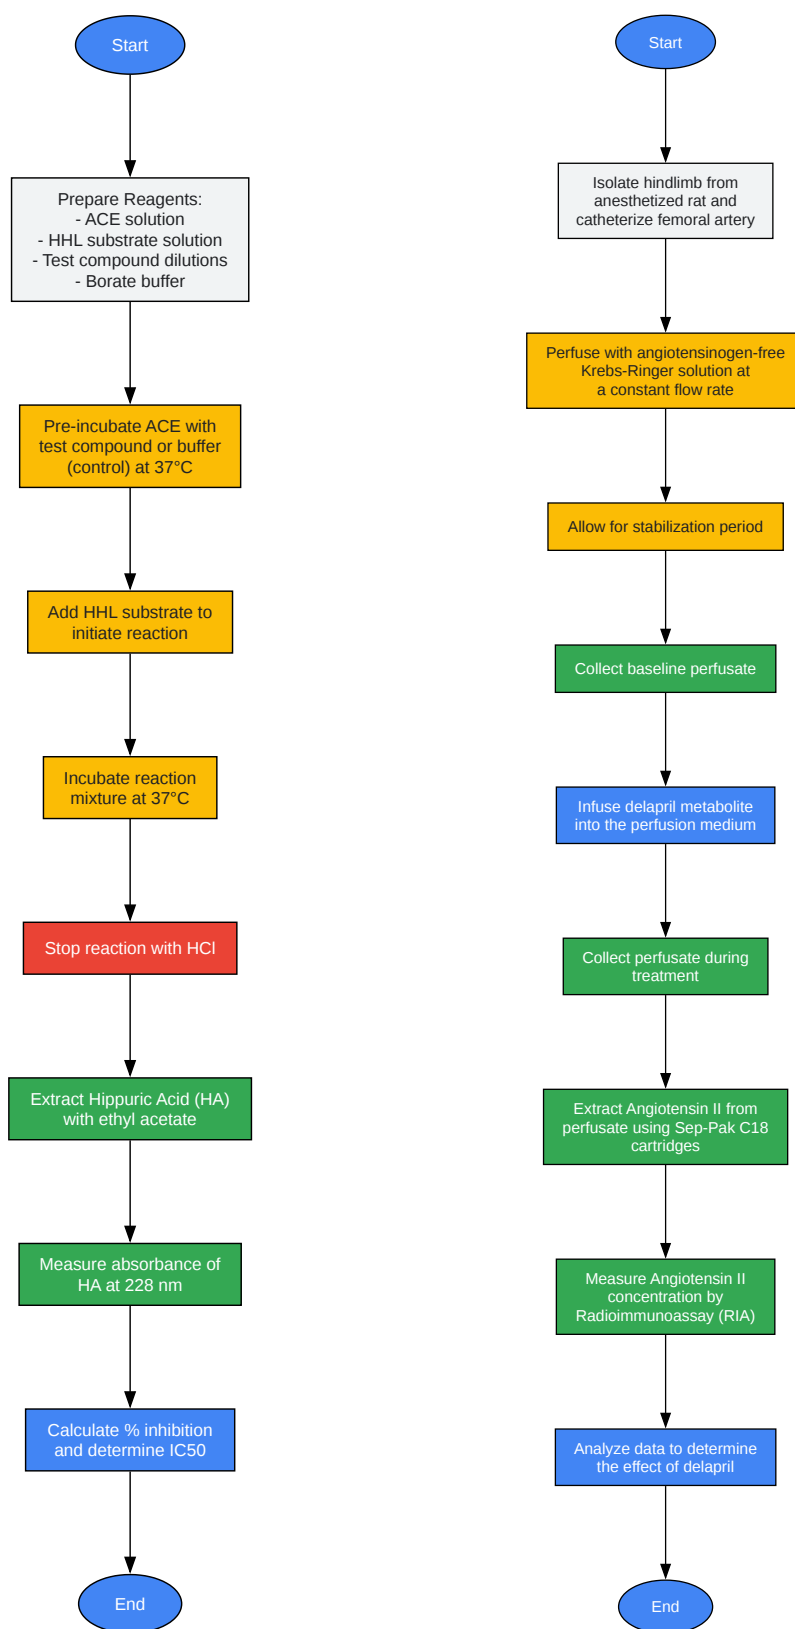 Start
Prepare Reagents:
- ACE solution
- HHL substrate solution
- Test compound dilutions
- Borate buffer
Pre-incubate ACE with
test compound or buffer
(control) at 37°C
Add HHL substrate to
initiate reaction
Incubate reaction
mixture at 37°C
Stop reaction with HCl
Extract Hippuric Acid (HA)
with ethyl acetate
Measure absorbance of
HA at 228 nm
Calculate % inhibition
and determine IC50
End
Start
Isolate hindlimb from
anesthetized rat and
catheterize femoral artery
Perfuse with angiotensinogen-free
Krebs-Ringer solution at
a constant flow rate
Allow for stabilization period
Collect baseline perfusate
Infuse delapril metabolite
into the perfusion medium
Collect perfusate during
treatment
Extract Angiotensin II from
perfusate using Sep-Pak C18
cartridges
Measure Angiotensin II
concentration by
Radioimmunoassay (RIA)
Analyze data to determine
the effect of delapril
End